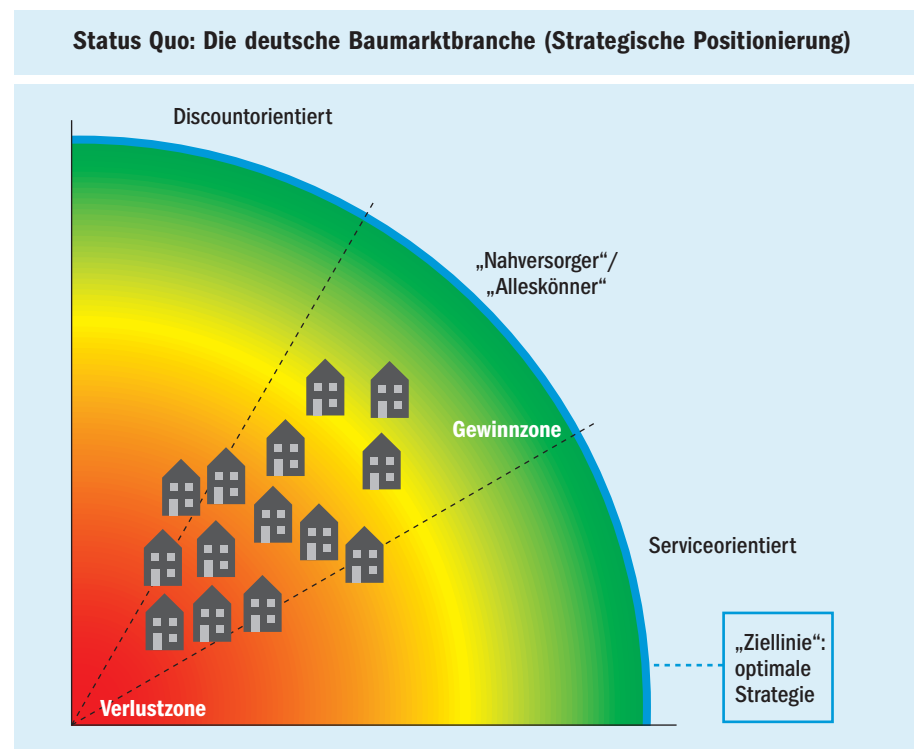 Status Quo: Die deutsche Baumarktbranche (Strategische Positionierung)
Discountorientiert
„Nahversorger“/
„Alleskönner“
Gewinnzone
Serviceorientiert
„Ziellinie“:
optimale
Strategie
Verlustzone